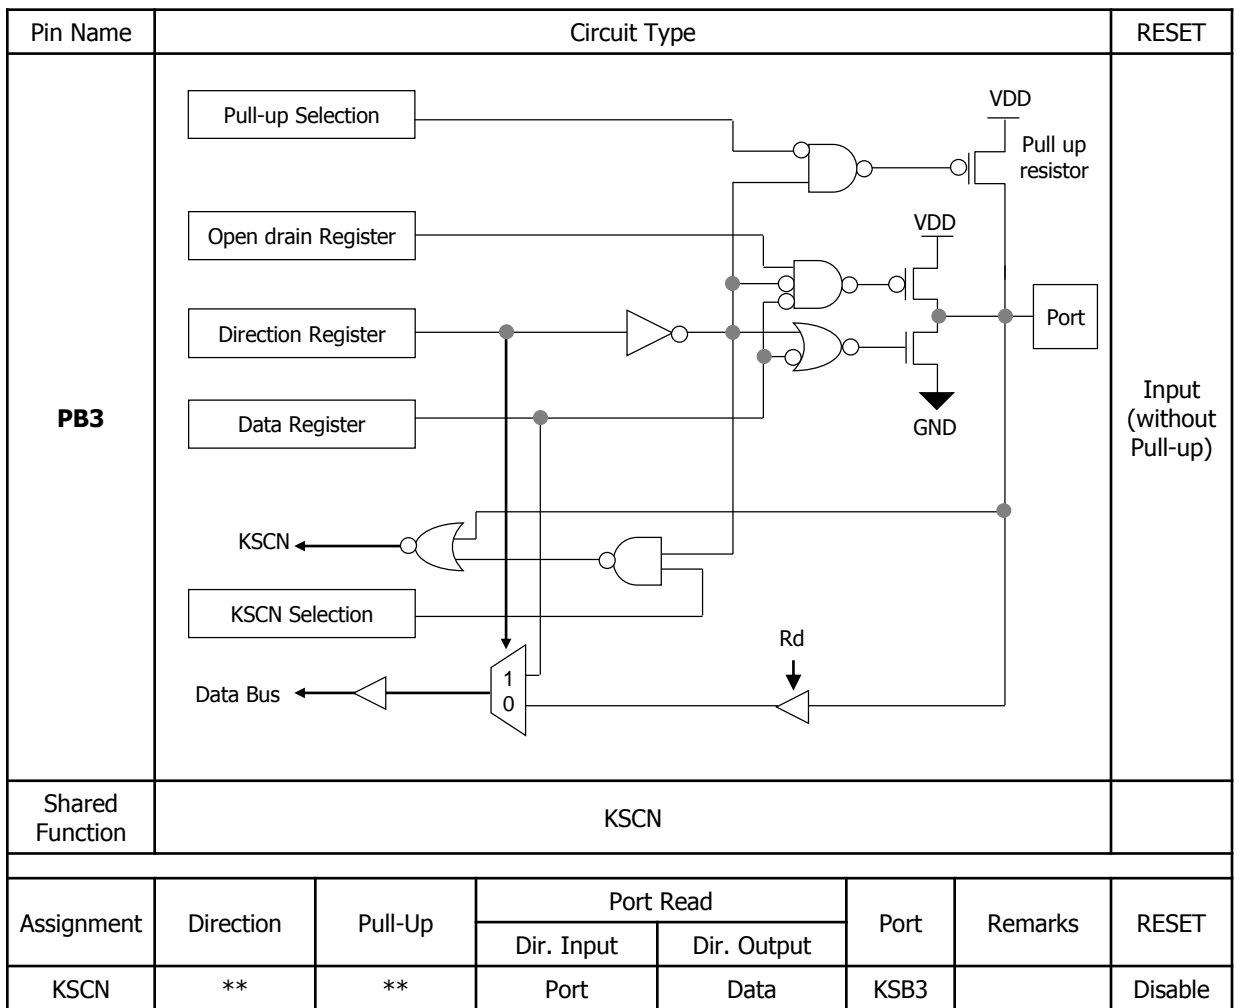 Pin Name Circuit Type RESET
Pull-up Selection
VDD
Pull up
resistor
Open drain Register
VDD
Direction Register
Port
PB3
Data Register
GND
Input
(without
Pull-up)
KSCN
KSCN Selection
Rd
1
0
Data Bus
Shared
Function
KSCN
Assignment Direction Pull-Up Port Read Port Remarks RESET
Dir. Input Dir. Output
KSCN ** ** Port Data KSB3 Disable